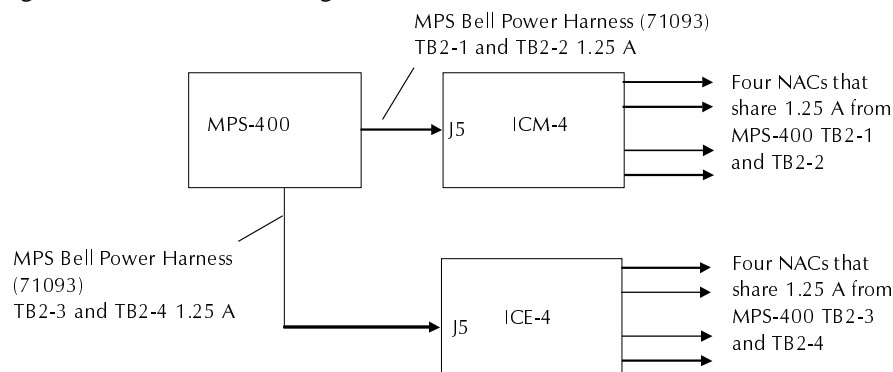 MPS Bell Power Harness (71093)
TB2-1 and TB2-2 1.25 A
MPS-400
J5
ICM-4
Four NACs that
share 1.25 A from
MPS-400 TB2-1
and TB2-2
MPS Bell Power Harness
(71093)
TB2-3 and TB2-4 1.25 A
J5
ICE-4
Four NACs that
share 1.25 A from
MPS-400 TB2-3
and TB2-4